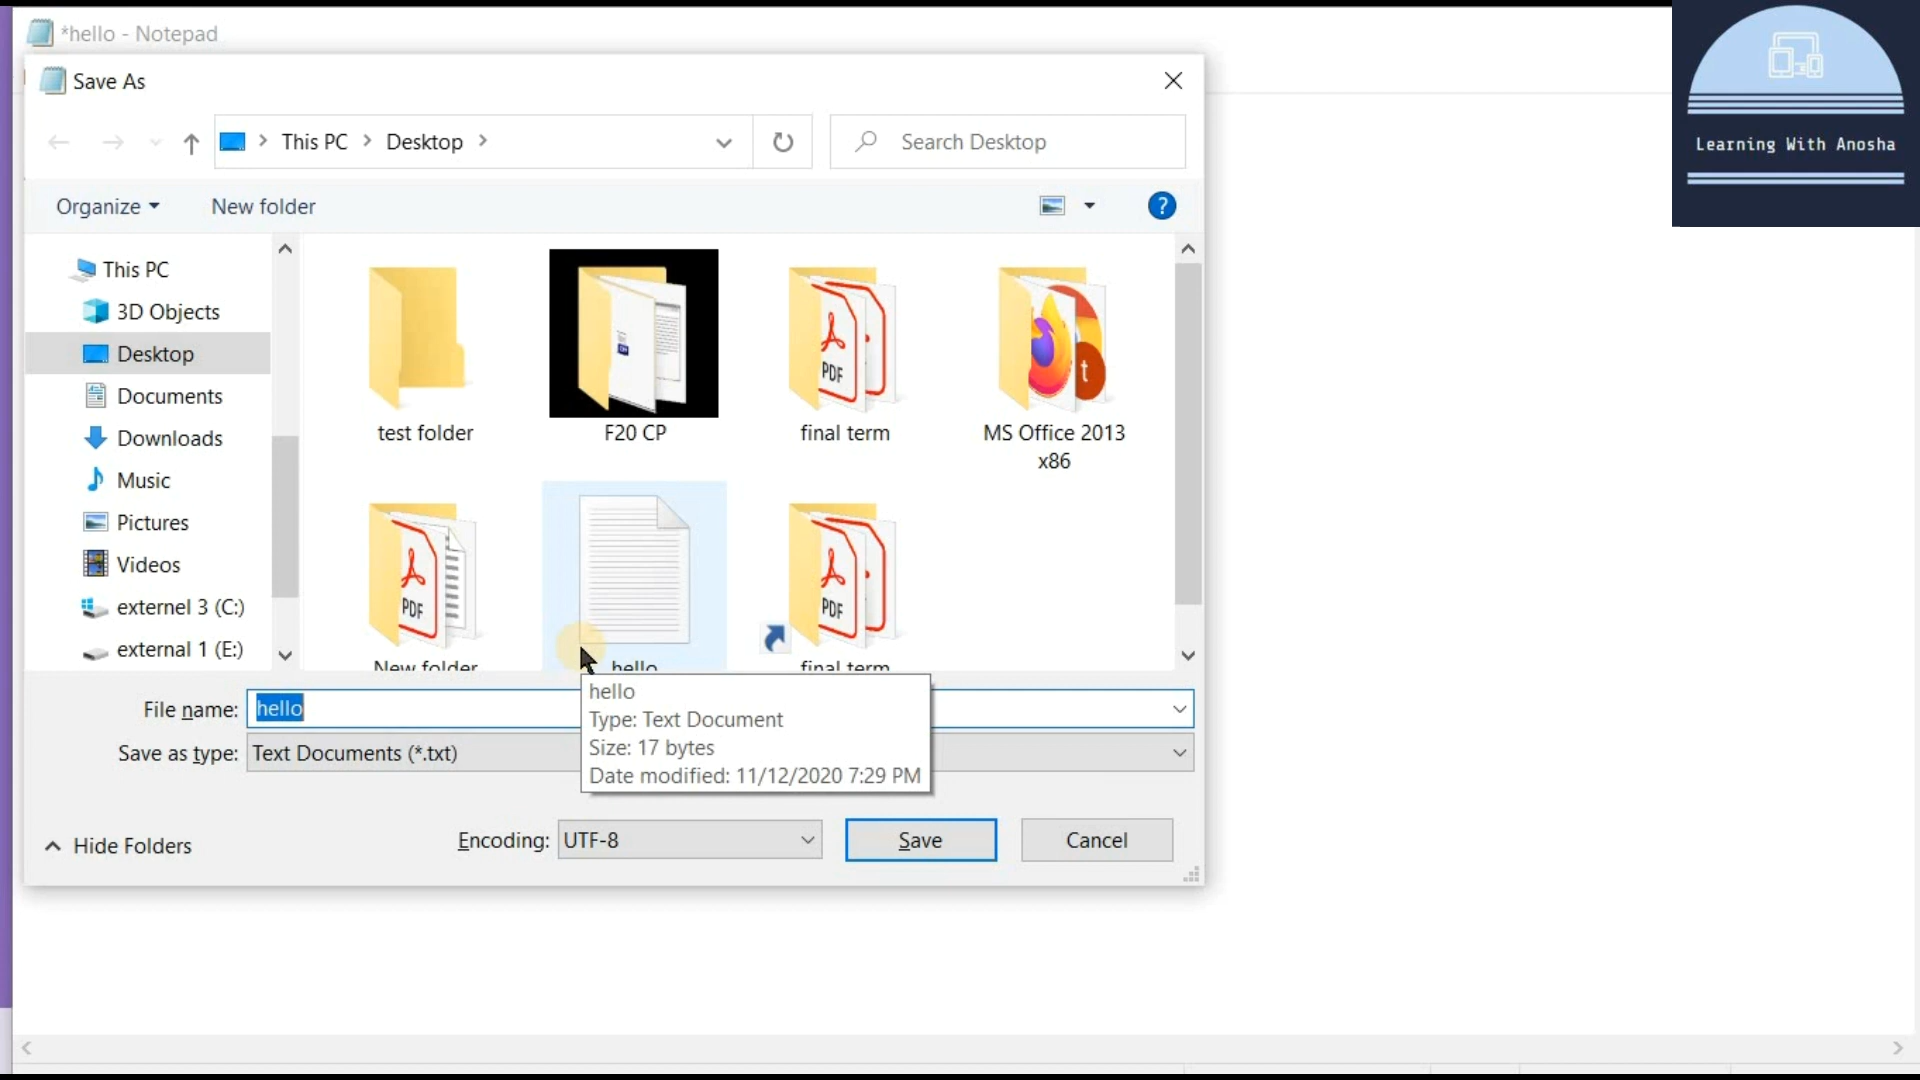 *hello - Notepad
Save As
This PC
Desktop
Search Desktop
Learning With Anosha
Organize
New folder
?
This PC
3D Objects
Desktop
Documents
Downloads
Music
Pictures
Videos
externel 3 (C:)
external 1 (E:)
test folder
F20 CP
PDF
final term
t
MS Office 2013
x86
PDF
New folder
hello
PDF
final term
hello
Type: Text Document
Size: 17 bytes
Date modified: 11/12/2020 7:29 PM
File name: hello
Save as type: Text Documents (*.txt)
Hide Folders
Encoding: UTF-8
Save
Cancel